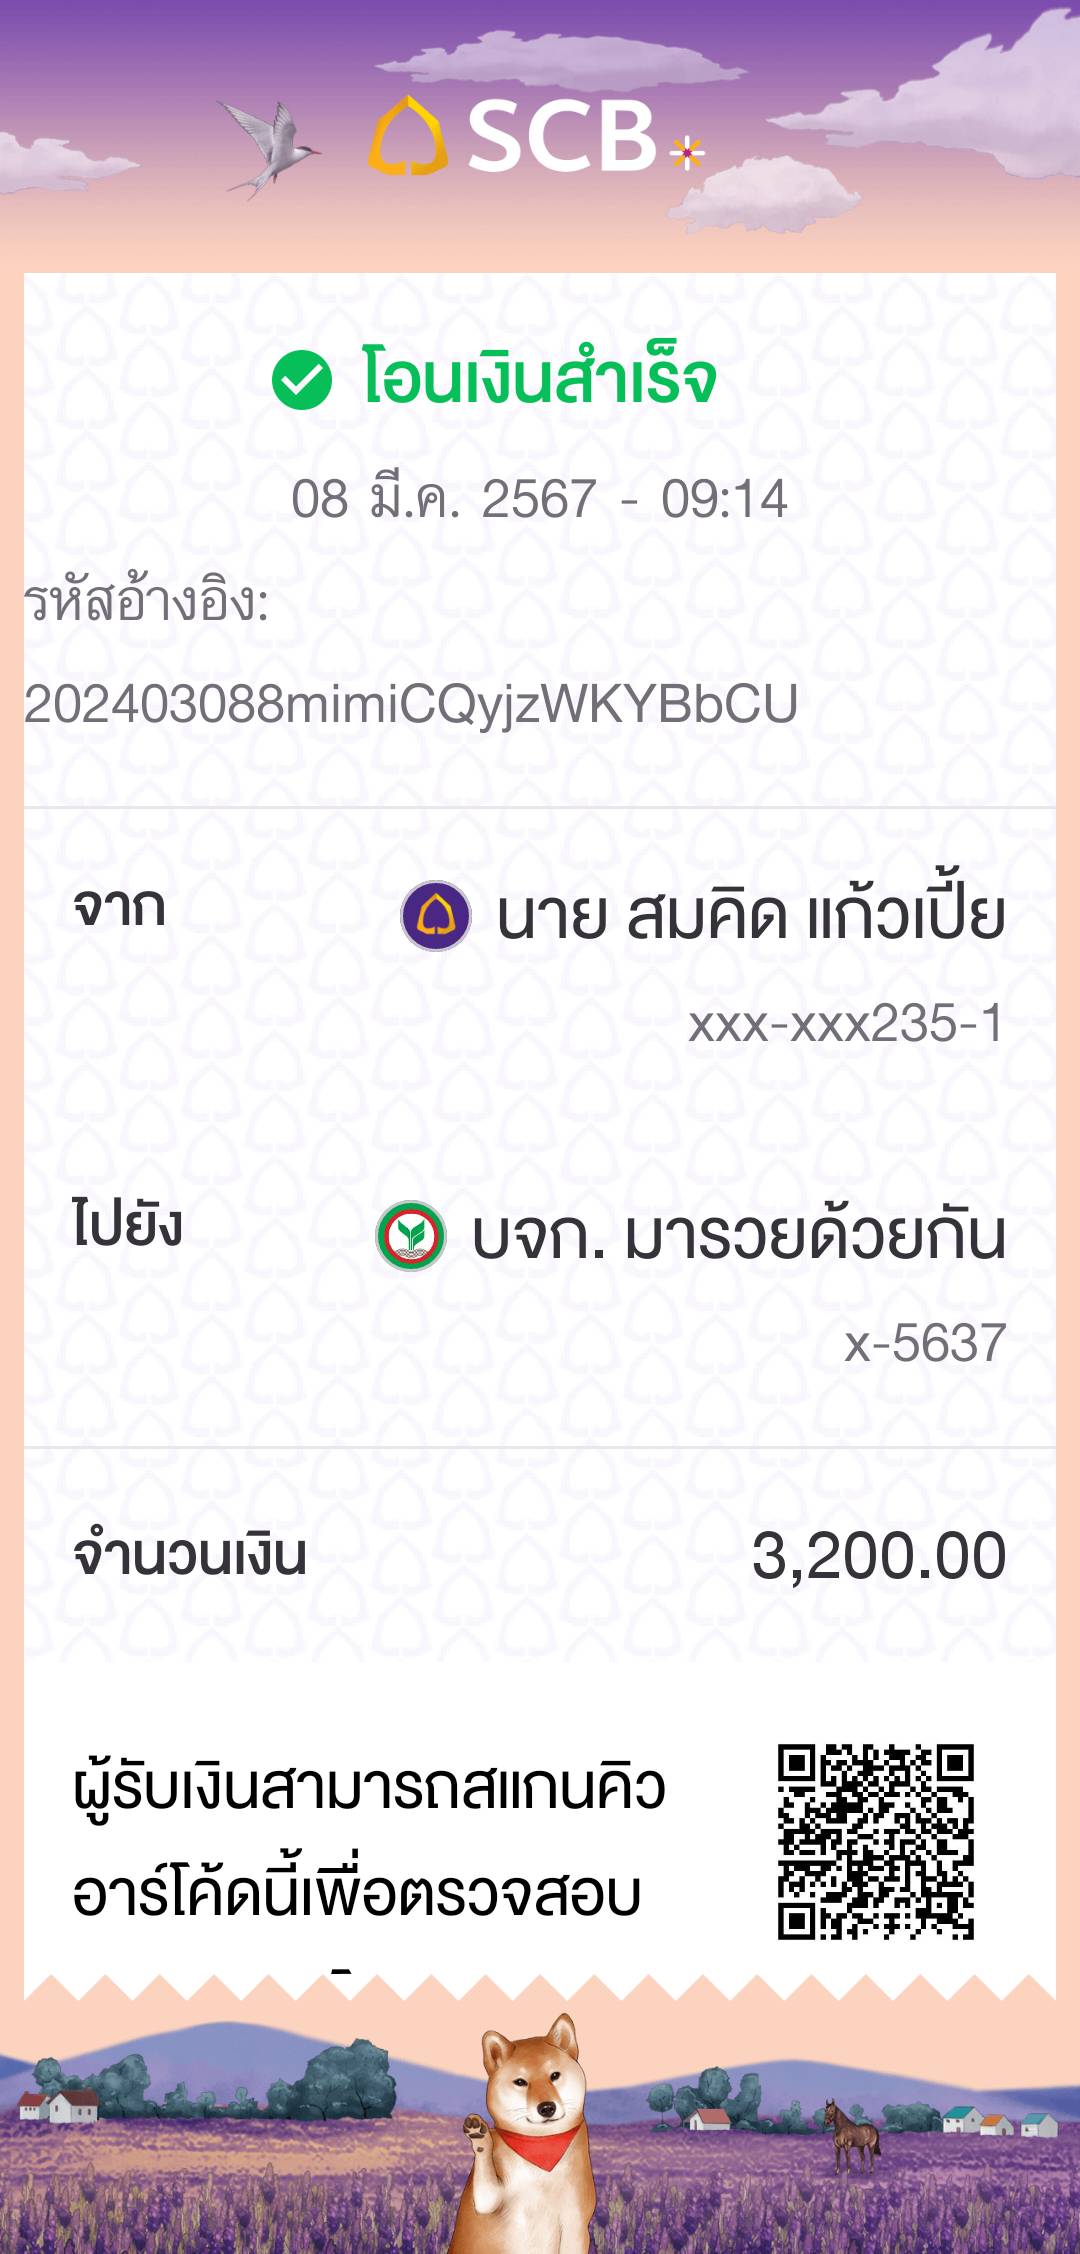 SCB
โอนเงินสำเร็จ
08 มี.ค. 2567 - 09:14
รหัสอ้างอิง:
202403088mimiCQyjzWKYBbCU
จาก
นาย สมคิด แก้วเปี้ย
xxx-xxx235-1
ไปยัง
บจก. มารวยด้วยกัน
x-5637
จำนวนเงิน
3,200.00
ผู้รับเงินสามารถสแกนคิว
อาร์โค้ดนี้เพื่อตรวจสอบ